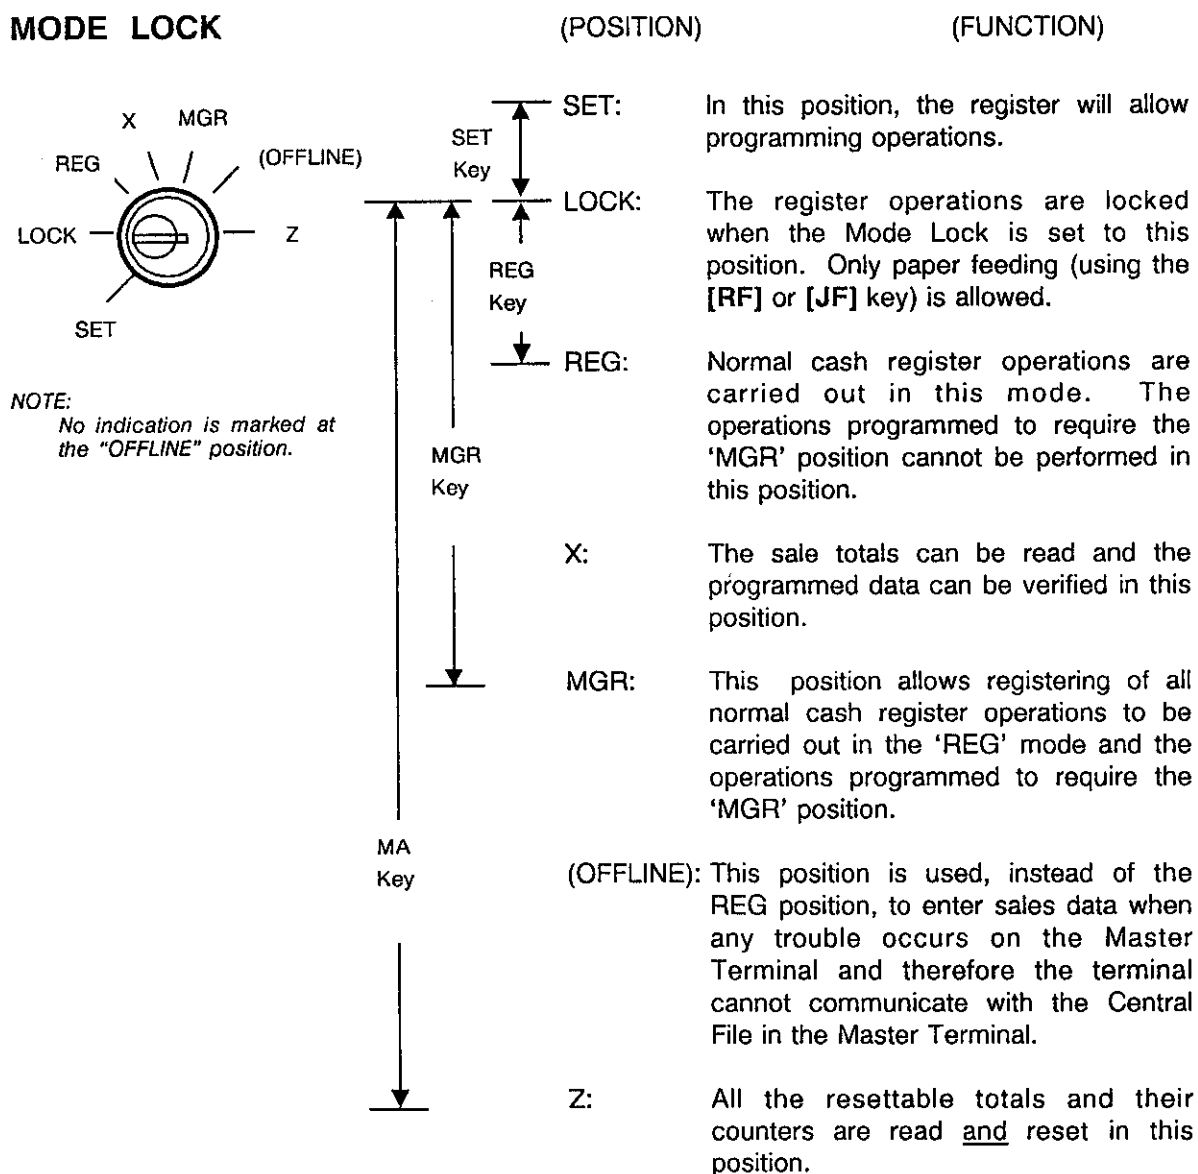 MODE LOCK
(POSITION)
(FUNCTION)
X
MGR
REG
(OFFLINE)
LOCK
Z
SET
NOTE:
No indication is marked at
the "OFFLINE" position.
SET
Key
REG
Key
MGR
Key
MA
Key
SET: In this position, the register will allow
programming operations.
LOCK: The register operations are locked
when the Mode Lock is set to this
position. Only paper feeding (using the
[RF] or [JF] key) is allowed.
REG: Normal cash register operations are
carried out in this mode. The
operations programmed to require the
'MGR' position cannot be performed in
this position.
X: The sale totals can be read and the
programmed data can be verified in this
position.
MGR: This position allows registering of all
normal cash register operations to be
carried out in the 'REG' mode and the
operations programmed to require the
'MGR' position.
(OFFLINE): This position is used, instead of the
REG position, to enter sales data when
any trouble occurs on the Master
Terminal and therefore the terminal
cannot communicate with the Central
File in the Master Terminal.
Z: All the resettable totals and their
counters are read and reset in this
position.